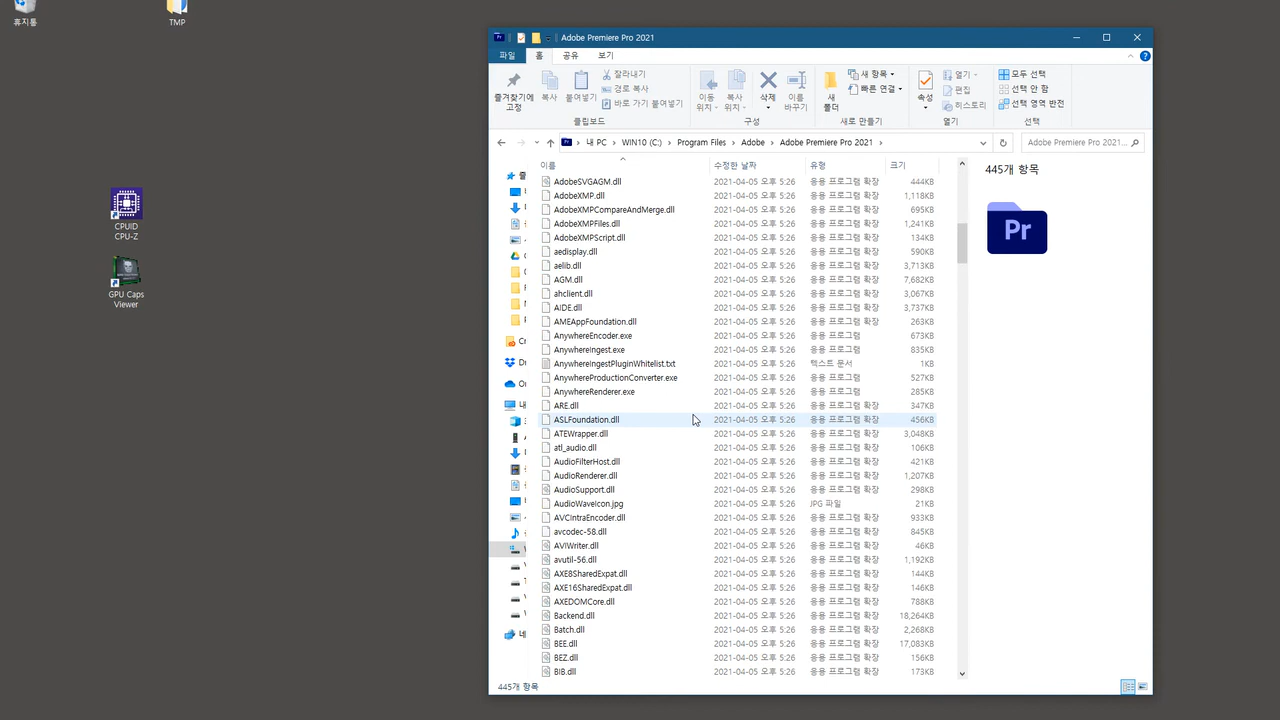 휴지통
TMP
CPUID
CPU-Z
GPU Caps
Viewer
Adobe Premiere Pro 2021
파일 홈 공유 보기
즐겨찾기에
고정
복사
붙여넣기
잘라내기
경로 복사
바로 가기 붙여넣기
클립보드
이동
위치
복사
위치
삭제
이름
바꾸기
구성
새
폴더
새 항목
빠른 연결
새로 만들기
속성
열기
편집
히스토리
열기
모두 선택
선택 안 함
선택 영역 반전
선택
내 PC > WIN10 (C:) > Program Files > Adobe > Adobe Premiere Pro 2021 >
Adobe Premiere Pro 2021...
이름 수정한 날짜 유형 크기
AdobeSVGAGM.dll 2021-04-05 오후 5:26 응용 프로그램 확장 444KB
AdobeXMP.dll 2021-04-05 오후 5:26 응용 프로그램 확장 1,118KB
AdobeXMPCompareAndMerge.dll 2021-04-05 오후 5:26 응용 프로그램 확장 695KB
AdobeXMPFiles.dll 2021-04-05 오후 5:26 응용 프로그램 확장 1,241KB
AdobeXMPScript.dll 2021-04-05 오후 5:26 응용 프로그램 확장 134KB
aedisplay.dll 2021-04-05 오후 5:26 응용 프로그램 확장 590KB
aelib.dll 2021-04-05 오후 5:26 응용 프로그램 확장 3,713KB
AGM.dll 2021-04-05 오후 5:26 응용 프로그램 확장 7,682KB
ahclient.dll 2021-04-05 오후 5:26 응용 프로그램 확장 3,067KB
AIDE.dll 2021-04-05 오후 5:26 응용 프로그램 확장 3,737KB
AMEAppFoundation.dll 2021-04-05 오후 5:26 응용 프로그램 확장 263KB
AnywhereEncoder.exe 2021-04-05 오후 5:26 응용 프로그램 673KB
AnywhereIngest.exe 2021-04-05 오후 5:26 응용 프로그램 835KB
AnywhereIngestPluginWhitelist.txt 2021-04-05 오후 5:26 텍스트 문서 1KB
AnywhereProductionConverter.exe 2021-04-05 오후 5:26 응용 프로그램 527KB
AnywhereRenderer.exe 2021-04-05 오후 5:26 응용 프로그램 285KB
ARE.dll 2021-04-05 오후 5:26 응용 프로그램 확장 347KB
ASLFoundation.dll 2021-04-05 오후 5:26 응용 프로그램 확장 456KB
ATEWrapper.dll 2021-04-05 오후 5:26 응용 프로그램 확장 3,048KB
atl_audio.dll 2021-04-05 오후 5:26 응용 프로그램 확장 106KB
AudioFilterHost.dll 2021-04-05 오후 5:26 응용 프로그램 확장 421KB
AudioRenderer.dll 2021-04-05 오후 5:26 응용 프로그램 확장 1,207KB
AudioSupport.dll 2021-04-05 오후 5:26 응용 프로그램 확장 298KB
AudioWaveIcon.jpg 2021-04-05 오후 5:26 JPG 파일 21KB
AVCIntraEncoder.dll 2021-04-05 오후 5:26 응용 프로그램 확장 933KB
avcodec-58.dll 2021-04-05 오후 5:26 응용 프로그램 확장 845KB
AVIWriter.dll 2021-04-05 오후 5:26 응용 프로그램 확장 46KB
avutil-56.dll 2021-04-05 오후 5:26 응용 프로그램 확장 1,192KB
AXE8SharedExpat.dll 2021-04-05 오후 5:26 응용 프로그램 확장 144KB
AXE16SharedExpat.dll 2021-04-05 오후 5:26 응용 프로그램 확장 146KB
AXEDOMCore.dll 2021-04-05 오후 5:26 응용 프로그램 확장 788KB
Backend.dll 2021-04-05 오후 5:26 응용 프로그램 확장 18,264KB
Batch.dll 2021-04-05 오후 5:26 응용 프로그램 확장 2,268KB
BEE.dll 2021-04-05 오후 5:26 응용 프로그램 확장 17,083KB
BEZ.dll 2021-04-05 오후 5:26 응용 프로그램 확장 156KB
BIB.dll 2021-04-05 오후 5:26 응용 프로그램 확장 173KB
445개 항목
Pr
445개 항목